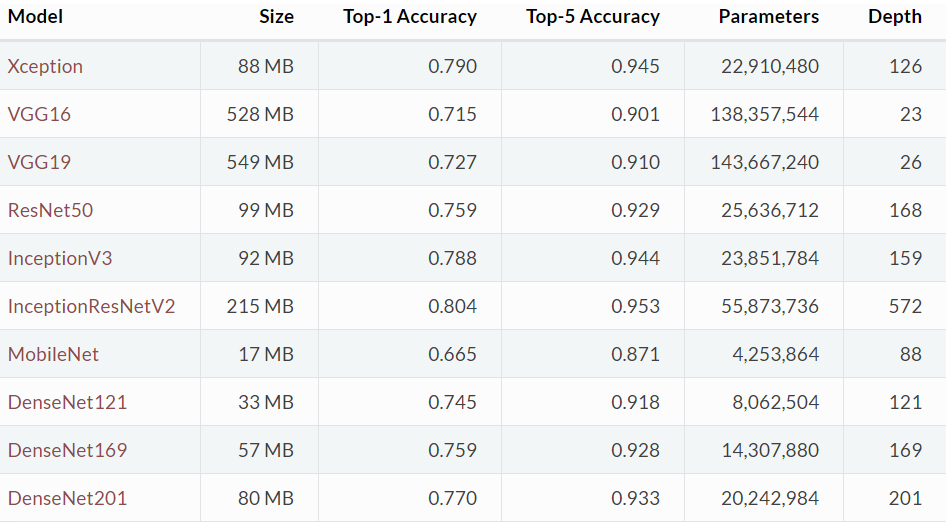 Model Size Top-1 Accuracy Top-5 Accuracy Parameters Depth
Xception 88 MB 0.790 0.945 22,910,480 126
VGG16 528 MB 0.715 0.901 138,357,544 23
VGG19 549 MB 0.727 0.910 143,667,240 26
ResNet50 99 MB 0.759 0.929 25,636,712 168
InceptionV3 92 MB 0.788 0.944 23,851,784 159
InceptionResNetV2 215 MB 0.804 0.953 55,873,736 572
MobileNet 17 MB 0.665 0.871 4,253,864 88
DenseNet121 33 MB 0.745 0.918 8,062,504 121
DenseNet169 57 MB 0.759 0.928 14,307,880 169
DenseNet201 80 MB 0.770 0.933 20,242,984 201